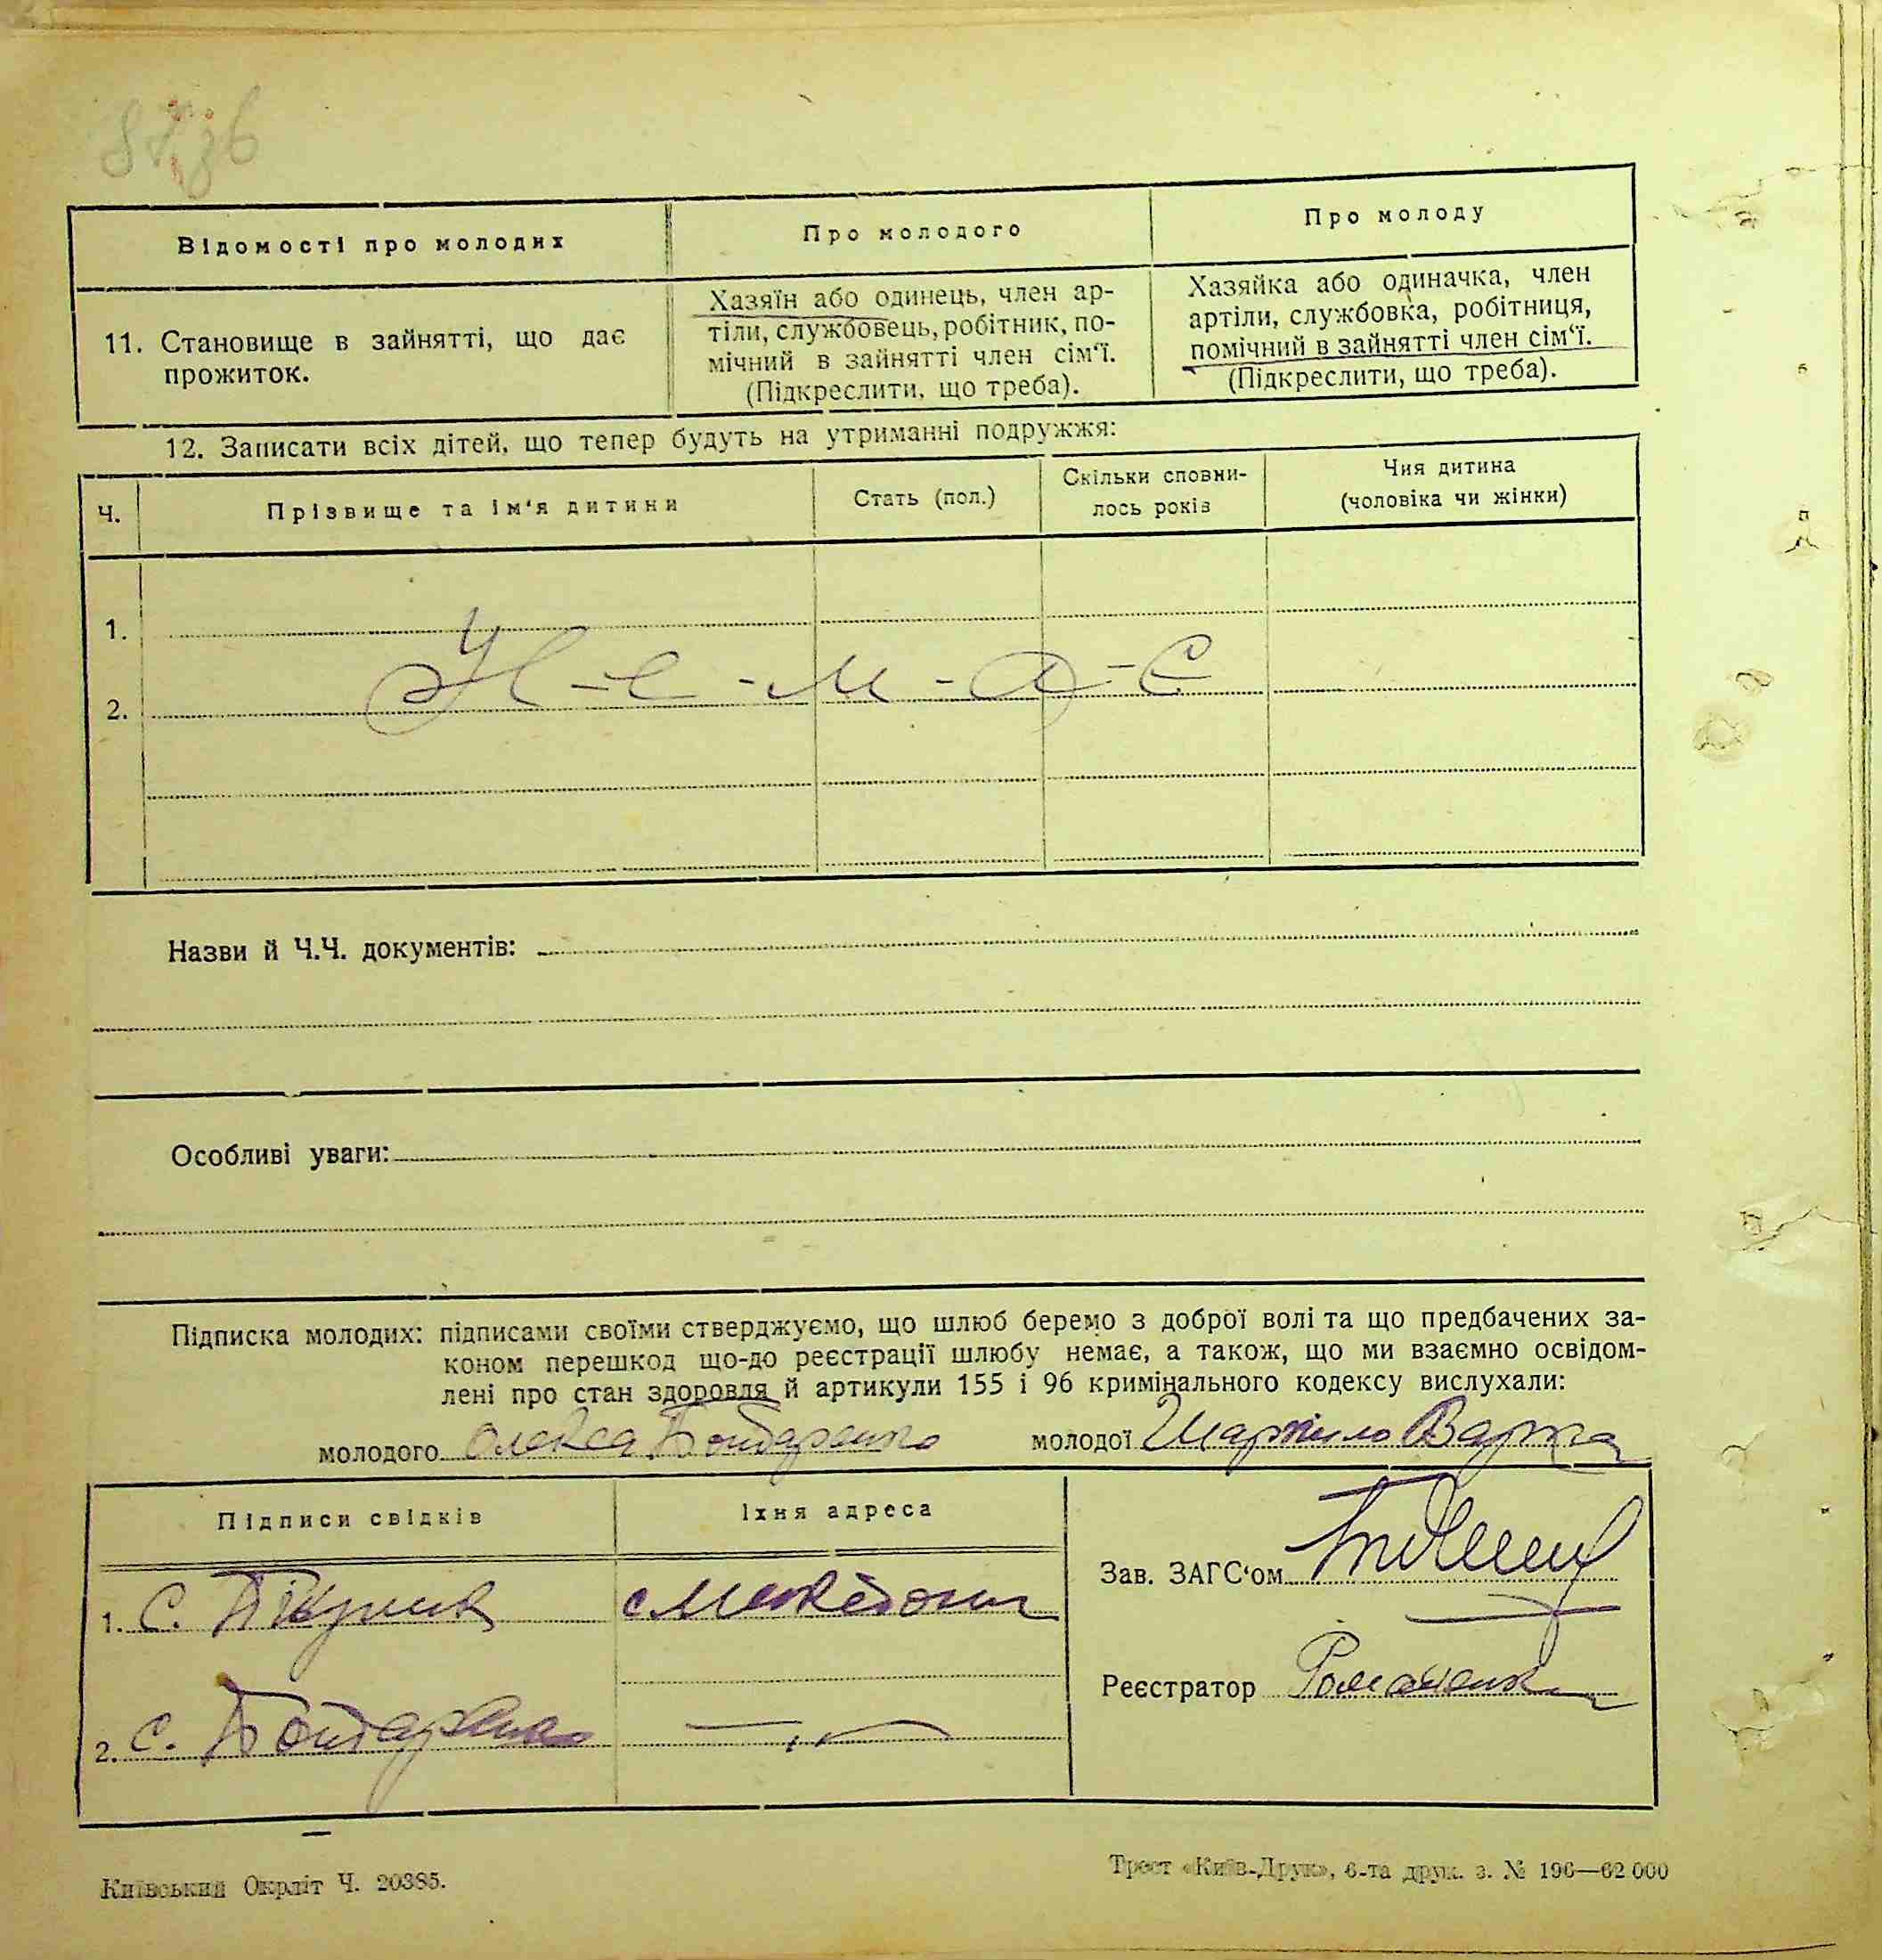 Відомості про молодих
Про молодого
Про молоду
11. Становище в зайнятті, що дає
прожиток.
Хазяїн або одинець, член ар-
тіли, службовець, робітник, по-
мічний в зайнятті член сім'ї.
(Підкреслити, що треба).
Хазяйка або одиначка, член
артіли, службовка, робітниця,
помічний в зайнятті член сім'ї.
(Підкреслити, що треба).
12. Записати всіх дітей, що тепер будуть на утриманні подружжя:
Ч.
Прізвище та ім'я дитини
Стать (пол.)
Скільки сповни-
лось років
Чия дитина
(чоловіка чи жінки)
1.
2.
Н-е-м-а-є
Назви й Ч.Ч. документів:
Особливі уваги:
Підписка молодих: підписами своїми стверджуємо, що шлюб беремо з доброї волі та що предбачених за-
коном перешкод що-до реєстрації шлюбу немає, а також, що ми взаємно освідом-
лені про стан здоровля й артикули 155 і 96 кримінального кодексу вислухали:
молодого Олекса Бондаренко молодої Варка
Підписи свідків
Їхня адреса
1. С.
2. С. Бондаренко
Зав. ЗАГС'ом
Реєстратор Романенко
Київський Окрліт Ч. 20385.
Трест «Київ-Друк», 6-та друк. з. № 196—62 000